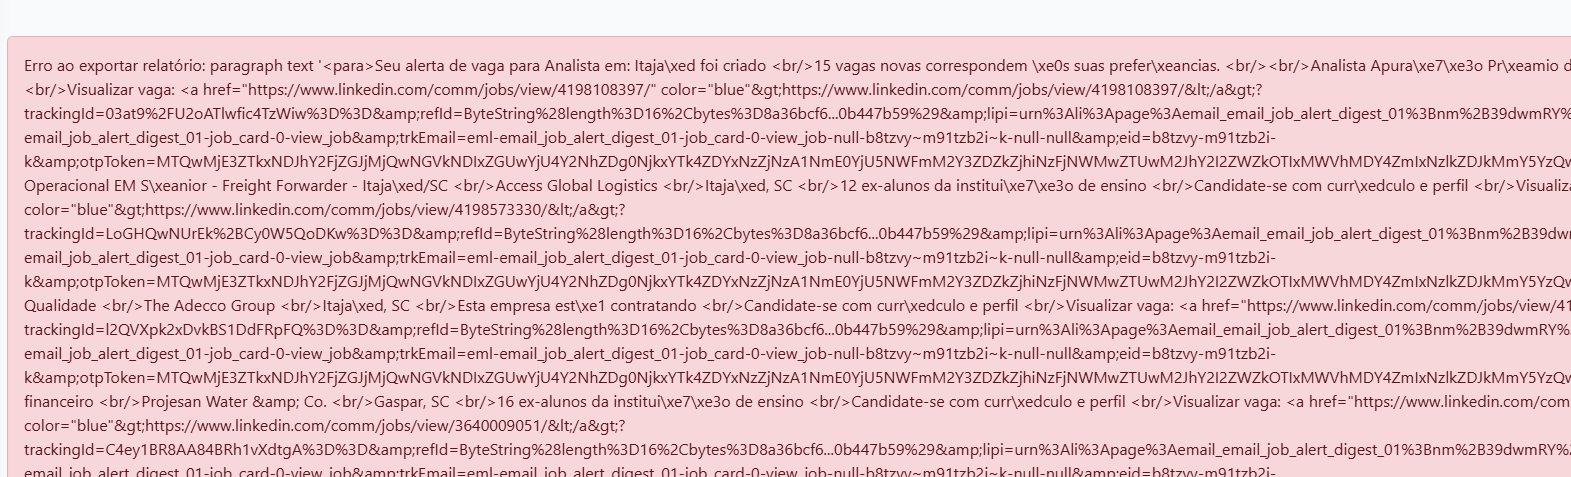 Erro ao exportar relatório: paragraph text '<para>Seu alerta de vaga para Analista em: Itaja\xed foi criado <br/>15 vagas novas correspondem \xe0s suas prefer\xeancias. <br/><br/>Analista Apura\xe7\xe3o Pr\xeamio d
<br/>Visualizar vaga: <a href="https://www.linkedin.com/comm/jobs/view/4198108397/" color="blue"&gt;https://www.linkedin.com/comm/jobs/view/4198108397/&lt;/a&gt;?
trackingId=03at9%2FU2oATlwfic4TzWiw%3D%3D&amp;refId=ByteString%28length%3D16%2Cbytes%3D8a36bcf6...0b447b59%29&amp;lipi=urn%3Ali%3Apage%3Aemail_email_job_alert_digest_01%3Bnm%2B39dwmRY%
email_job_alert_digest_01-job_card-0-view_job&amp;trkEmail=eml-email_job_alert_digest_01-job_card-0-view_job-null-b8tzvy~m91tzb2i~k-null-null&amp;eid=b8tzvy-m91tzb2i-
k&amp;otpToken=MTQwMjE3ZTkxNDJhY2FjZGJjMjQwNGVkNDIxZGUwYjU4Y2NhZDg0NjkxYTk4ZDYxNzZjNzA1NmE0YjU5NWFmM2Y3ZDZkZjhiNzFjNWMwZTUwM2JhY2I2ZWZkOTIxMWVhMDY4ZmIxNzlkZDJkMmY5YzQw
Operacional EM S\xeanior - Freight Forwarder - Itaja\xed/SC <br/>Access Global Logistics <br/>Itaja\xed, SC <br/>12 ex-alunos da institui\xe7\xe3o de ensino <br/>Candidate-se com curr\xedculo e perfil <br/>Visualiza
color="blue"&gt;https://www.linkedin.com/comm/jobs/view/4198573330/&lt;/a&gt;?
trackingId=LoGHQwNUrEk%2BCy0W5QoDKw%3D%3D&amp;refId=ByteString%28length%3D16%2Cbytes%3D8a36bcf6...0b447b59%29&amp;lipi=urn%3Ali%3Apage%3Aemail_email_job_alert_digest_01%3Bnm%2B39dw
email_job_alert_digest_01-job_card-0-view_job&amp;trkEmail=eml-email_job_alert_digest_01-job_card-0-view_job-null-b8tzvy~m91tzb2i~k-null-null&amp;eid=b8tzvy-m91tzb2i-
k&amp;otpToken=MTQwMjE3ZTkxNDJhY2FjZGJjMjQwNGVkNDIxZGUwYjU4Y2NhZDg0NjkxYTk4ZDYxNzZjNzA1NmE0YjU5NWFmM2Y3ZDZkZjhiNzFjNWMwZTUwM2JhY2I2ZWZkOTIxMWVhMDY4ZmIxNzlkZDJkMmY5YzQw
Qualidade <br/>The Adecco Group <br/>Itaja\xed, SC <br/>Esta empresa est\xe1 contratando <br/>Candidate-se com curr\xedculo e perfil <br/>Visualizar vaga: <a href="https://www.linkedin.com/comm/jobs/view/41
trackingId=l2QVXpk2xDvkBS1DdFRpFQ%3D%3D&amp;refId=ByteString%28length%3D16%2Cbytes%3D8a36bcf6...0b447b59%29&amp;lipi=urn%3Ali%3Apage%3Aemail_email_job_alert_digest_01%3Bnm%2B39dwmRY%
email_job_alert_digest_01-job_card-0-view_job&amp;trkEmail=eml-email_job_alert_digest_01-job_card-0-view_job-null-b8tzvy~m91tzb2i~k-null-null&amp;eid=b8tzvy-m91tzb2i-
k&amp;otpToken=MTQwMjE3ZTkxNDJhY2FjZGJjMjQwNGVkNDIxZGUwYjU4Y2NhZDg0NjkxYTk4ZDYxNzZjNzA1NmE0YjU5NWFmM2Y3ZDZkZjhiNzFjNWMwZTUwM2JhY2I2ZWZkOTIxMWVhMDY4ZmIxNzlkZDJkMmY5YzQw
financeiro <br/>Projesan Water &amp; Co. <br/>Gaspar, SC <br/>16 ex-alunos da institui\xe7\xe3o de ensino <br/>Candidate-se com curr\xedculo e perfil <br/>Visualizar vaga: <a href="https://www.linkedin.com/com
color="blue"&gt;https://www.linkedin.com/comm/jobs/view/3640009051/&lt;/a&gt;?
trackingId=C4ey1BR8AA84BRh1vXdtgA%3D%3D&amp;refId=ByteString%28length%3D16%2Cbytes%3D8a36bcf6...0b447b59%29&amp;lipi=urn%3Ali%3Apage%3Aemail_email_job_alert_digest_01%3Bnm%2B39dwmRY
email_job_alert_digest_01-job_card-0-view_job&amp;trkEmail=eml-email_job_alert_digest_01-job_card-0-view_job-null-b8tzvy~m91tzb2i~k-null-null&amp;eid=b8tzvy-m91tzb2i-